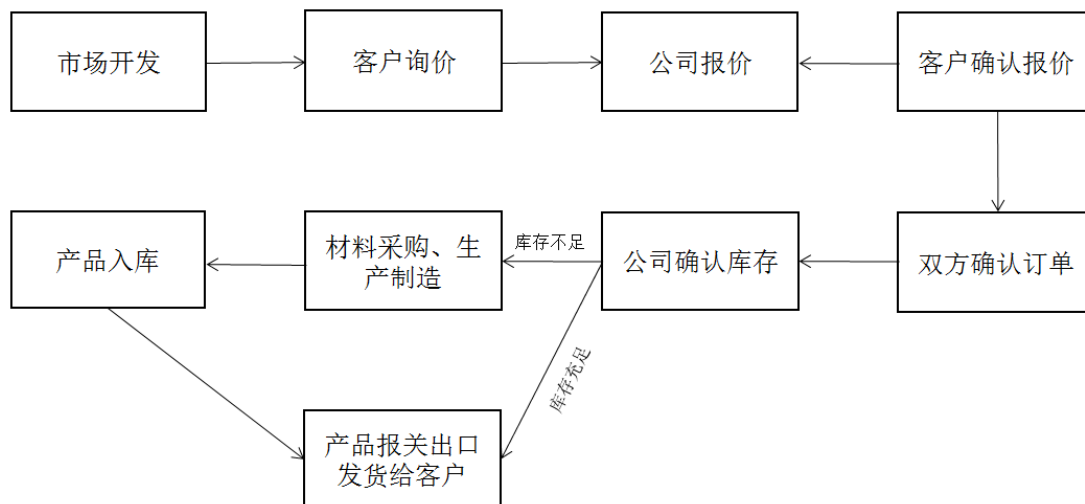 市场开发
客户询价
公司报价
客户确认报价
产品入库
材料采购、生
产制造
库存不足
公司确认库存
双方确认订单
库存充足
产品报关出口
发货给客户